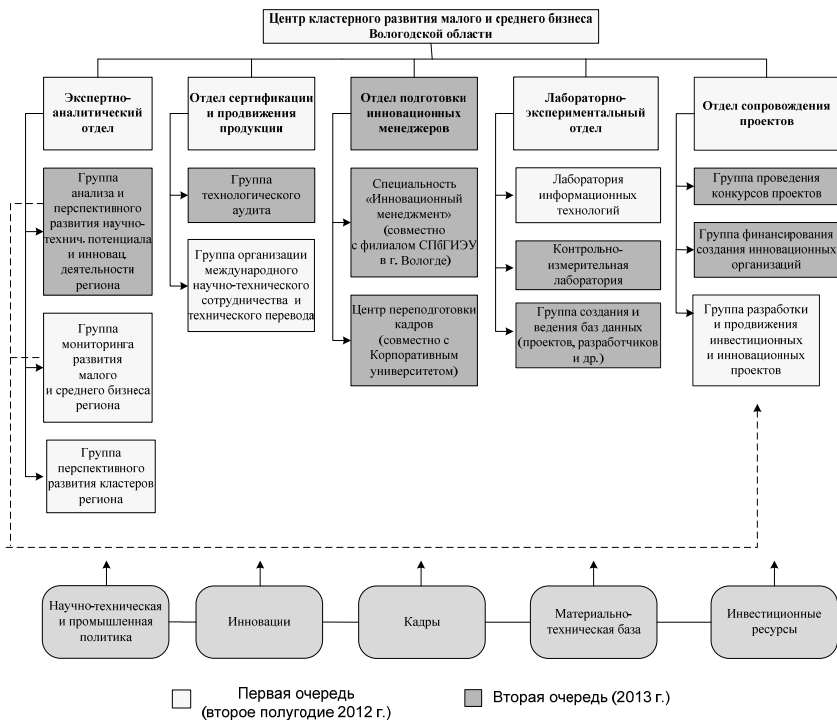 Центр кластерного развития малого и среднего бизнеса
Вологодской области
Экспертно-
аналитический
отдел
Группа
анализа и
перспективного
развития научно-
технич. потенциала
и инновац.
деятельности
региона
Группа
мониторинга
развития
малого
и среднего бизнеса
региона
Группа
перспективного
развития кластеров
региона
Отдел сертификации
и продвижения
продукции
Группа
технологического
аудита
Группа организации
международного
научно-технического
сотрудничества и
технического перевода
Отдел подготовки
инновационных
менеджеров
Специальность
«Инновационный
менеджмент»
(совместно
с филиалом СПбГИЭУ
в г. Вологде)
Центр переподготовки
кадров
(совместно с
Корпоративным
университетом)
Лабораторно-
экспериментальный
отдел
Лаборатория
информационных
технологий
Контрольно-
измерительная
лаборатория
Группа создания и
ведения баз данных
(проектов, разработчиков
и др.)
Отдел сопровождения
проектов
Группа проведения
конкурсов проектов
Группа финансирования
создания инновационных
организаций
Группа разработки
и продвижения
инвестиционных
и инновационных
проектов
Научно-техническая
и промышленная
политика
Инновации
Кадры
Материально-
техническая база
Инвестиционные
ресурсы
Первая очередь
(второе полугодие 2012 г.)
Вторая очередь (2013 г.)